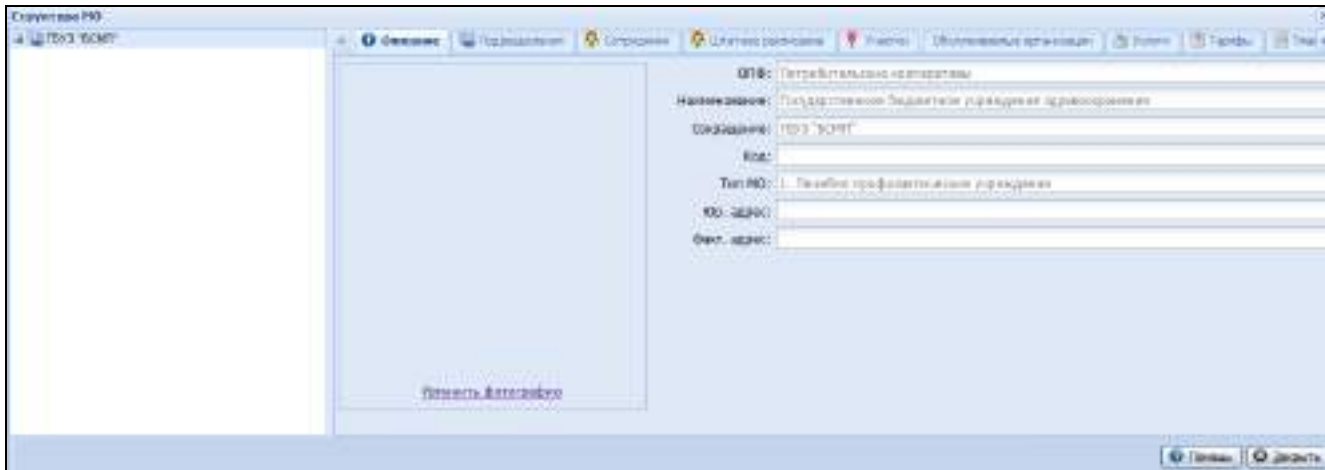 Структура МО
ГБУЗ "БСМП"
Описание Подразделения Сотрудники Штатное расписание Участки Обслуживаемые организации Услуги Тарифы
ОПФ: Потребительские кооперативы
Наименование: Государственное бюджетное учреждение здравоохранения
Сокращение: ГБУЗ "БСМП"
Код:
Тип МО: 1. Лечебно-профилактические учреждения
Юр. адрес:
Факт. адрес:
Изменить фотографию
Помощь Закрыть